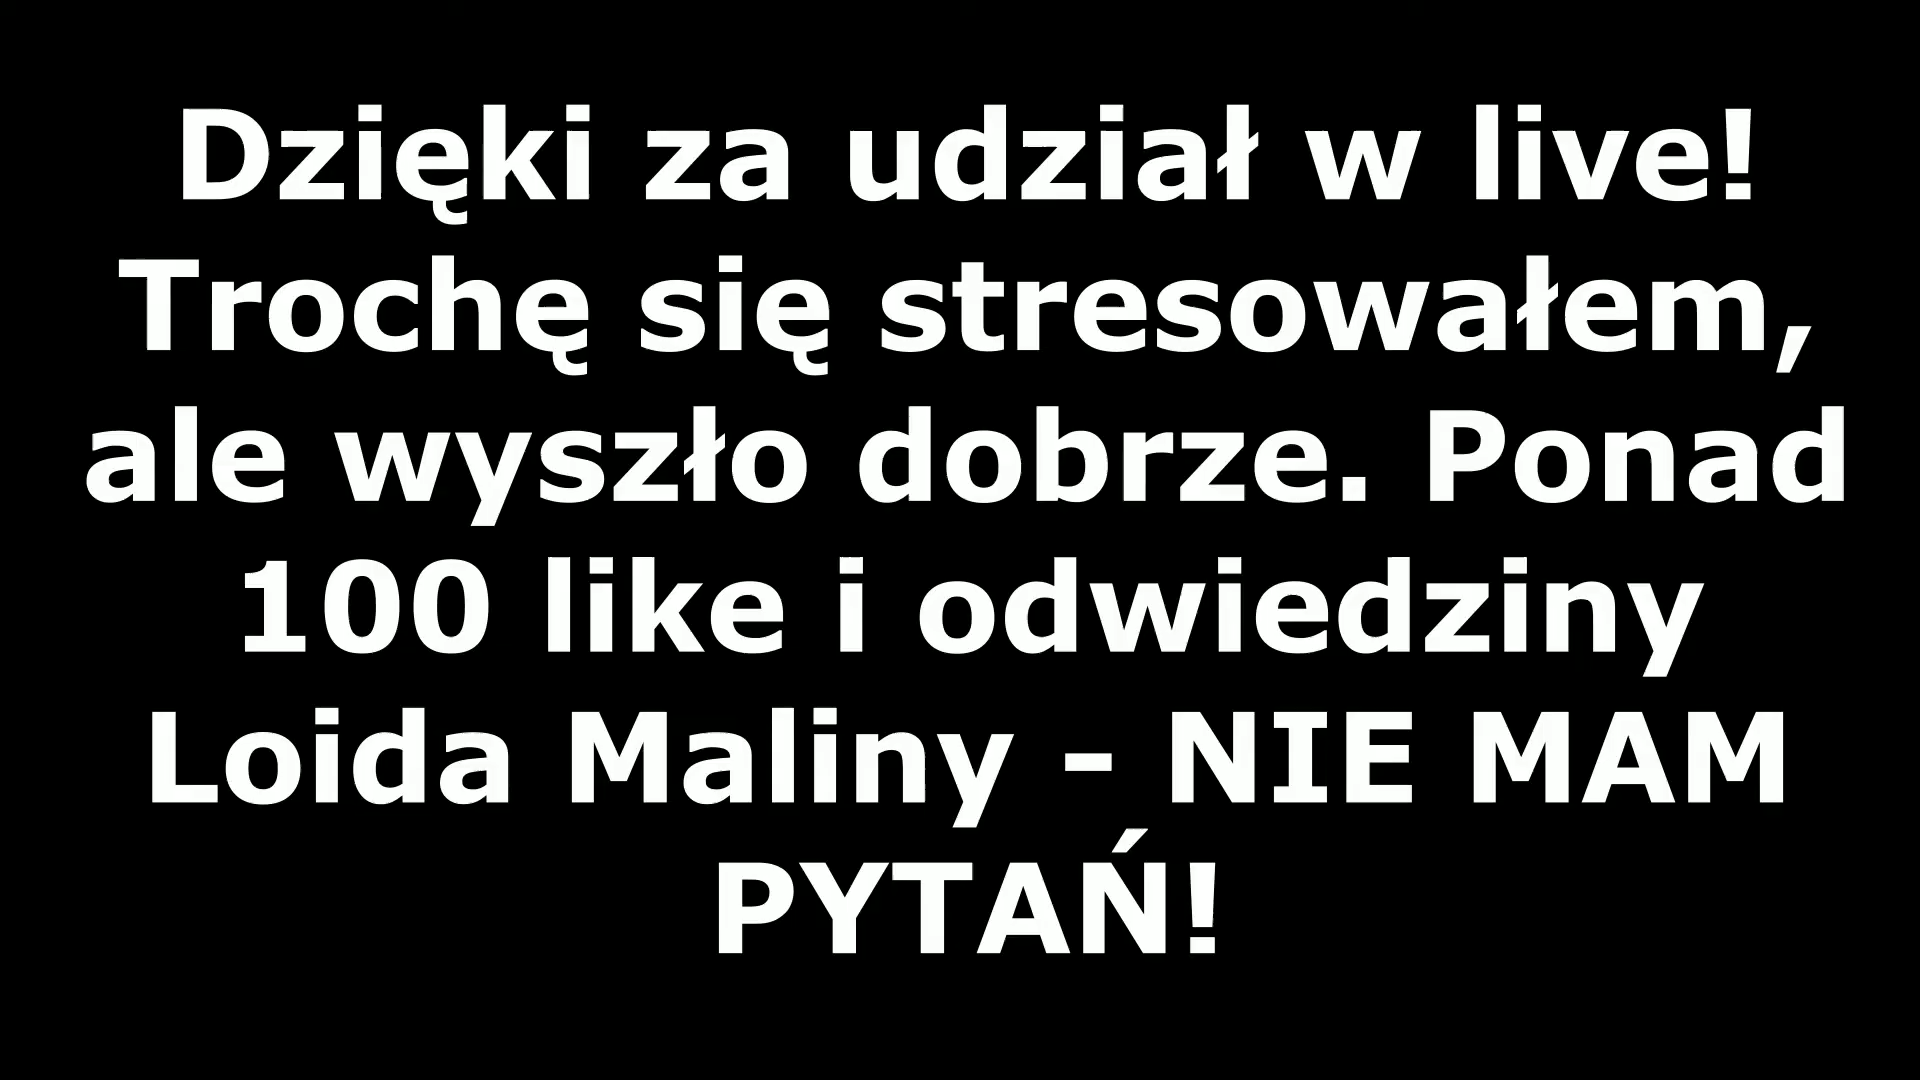 Dzięki za udział w live!
Trochę się stresowałem,
ale wyszło dobrze. Ponad
100 like i odwiedziny
Loida Maliny - NIE MAM
PYTAŃ!